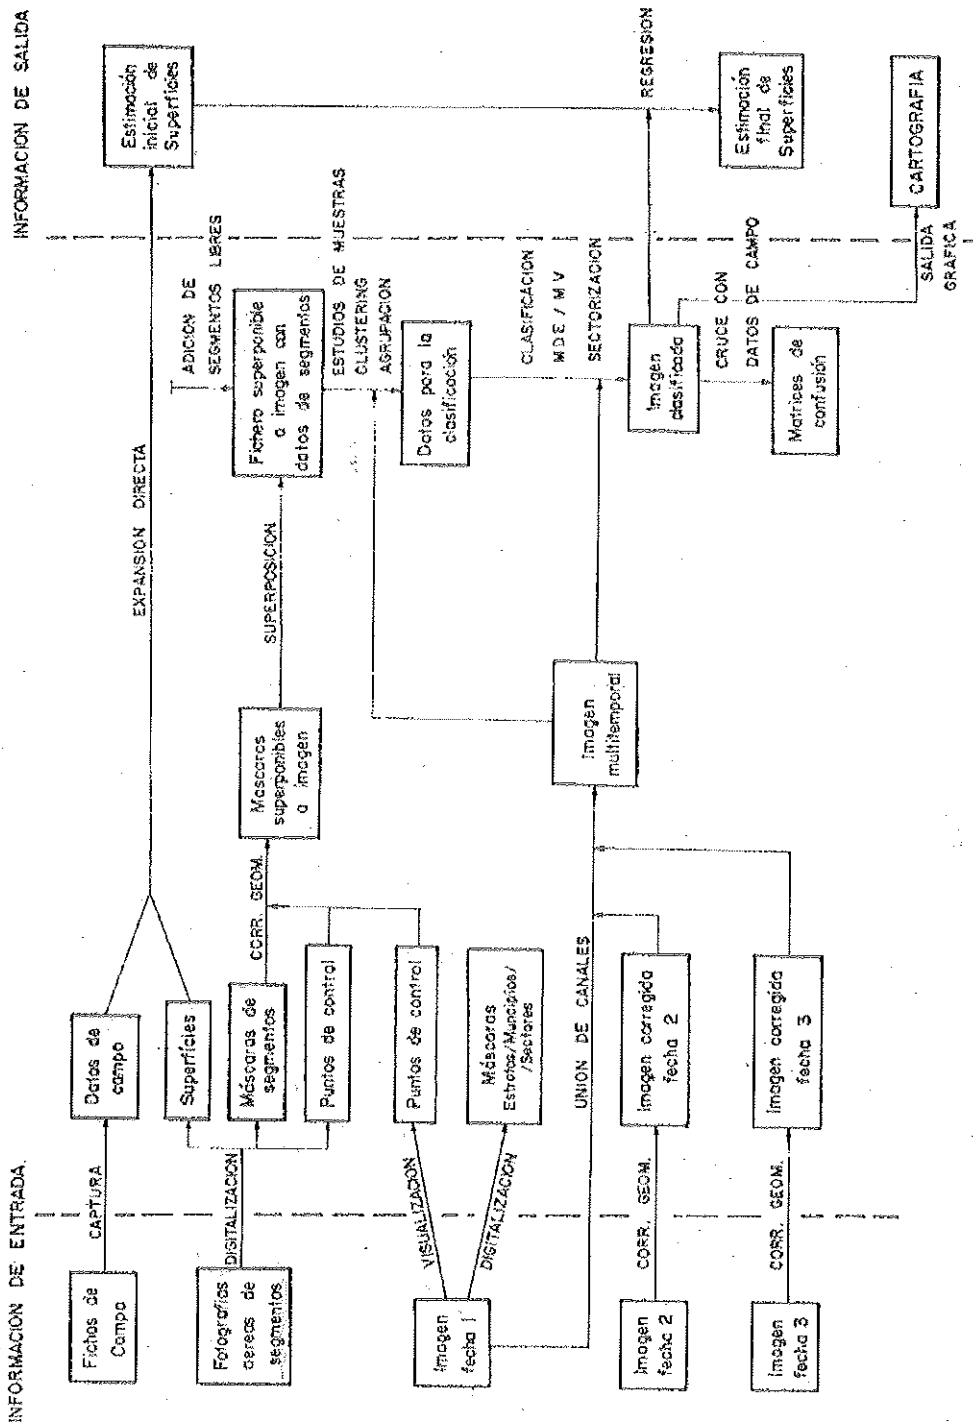 INFORMACION DE ENTRADA.
INFORMACION DE SALIDA
Fichas de
Campo
CAPTURA
Datos de
campo
EXPANSION DIRECTA
Estimación
inicial de
Superficies
Fotografías
aereas de
segmentos
DIGITALIZACION
Superficies
Máscaras de
segmentos
Puntos de control
CORR. GEOM.
Mascaras
superponibles
a imagen
SUPERPOSICION
ADICION DE
SEGMENTOS LIBRES
Fichero superponible
a imagen con
datos de segmentos
ESTUDIOS DE MUESTRAS
CLUSTERING
AGRUPACION
Datos para la
clasificación
Imagen
fecha 1
VISUALIZACION
Puntos de control
DIGITALIZACION
Máscaras
Estratos/Muncipios/
/Sectores
UNION DE CANALES
Imagen
multitemporal
CLASIFICACION
MDE/MV
SECTORIZACION
Imagen
clasificada
REGRESION
Estimación
final de
Superficies
CRUCE CON
DATOS DE CAMPO
Matrices de
confusión
SALIDA
GRAFICA
CARTOGRAFIA
Imagen
fecha 2
CORR. GEOM.
Imagen corregida
fecha 2
Imagen
fecha 3
CORR. GEOM.
Imagen corregida
fecha 3